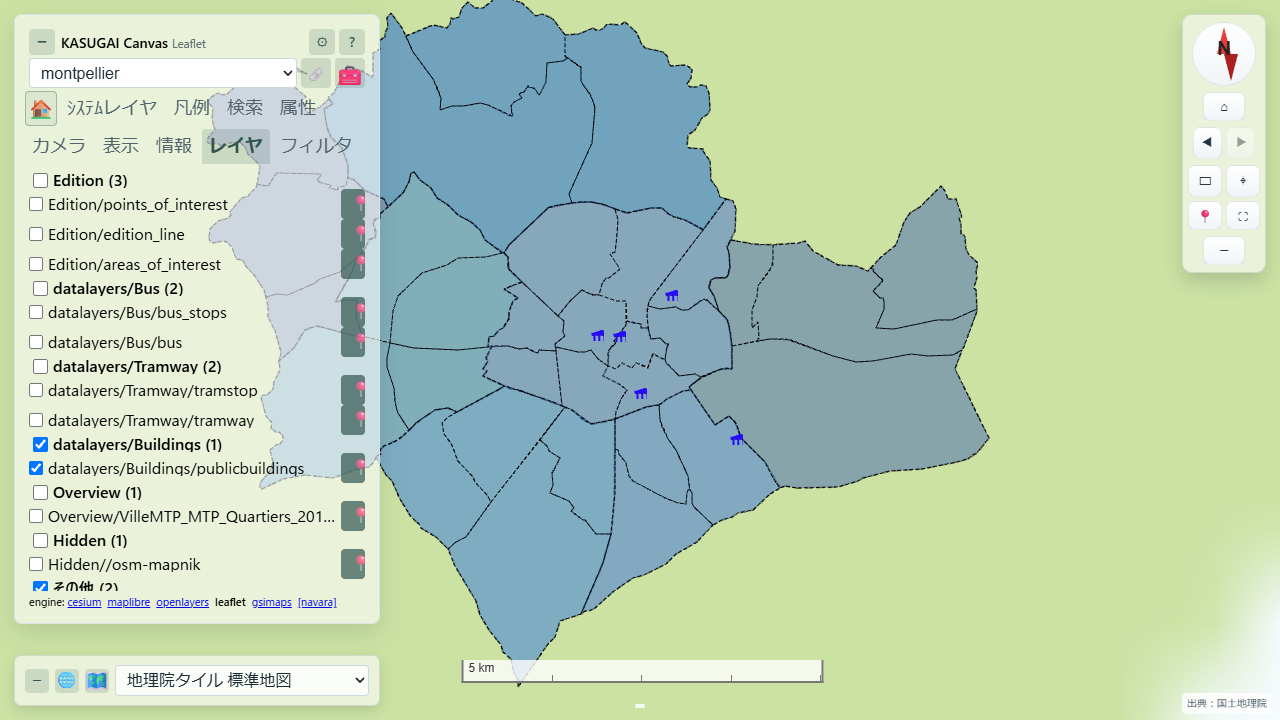 − KASUGAI Canvas Leaflet ⚙ ?
montpellier
ｼｽﾃﾑレイヤ 凡例 検索 属性
カメラ 表示 情報 レイヤ フィルタ
Edition (3)
Edition/points_of_interest
Edition/edition_line
Edition/areas_of_interest
datalayers/Bus (2)
datalayers/Bus/bus_stops
datalayers/Bus/bus
datalayers/Tramway (2)
datalayers/Tramway/tramstop
datalayers/Tramway/tramway
datalayers/Buildings (1)
datalayers/Buildings/publicbuildings
Overview (1)
Overview/VilleMTP_MTP_Quartiers_201...
Hidden (1)
Hidden//osm-mapnik
その他 (2)
engine: cesium maplibre openlayers leaflet gsimaps [navara]
− 地理院タイル 標準地図
5 km
N
出典：国土地理院